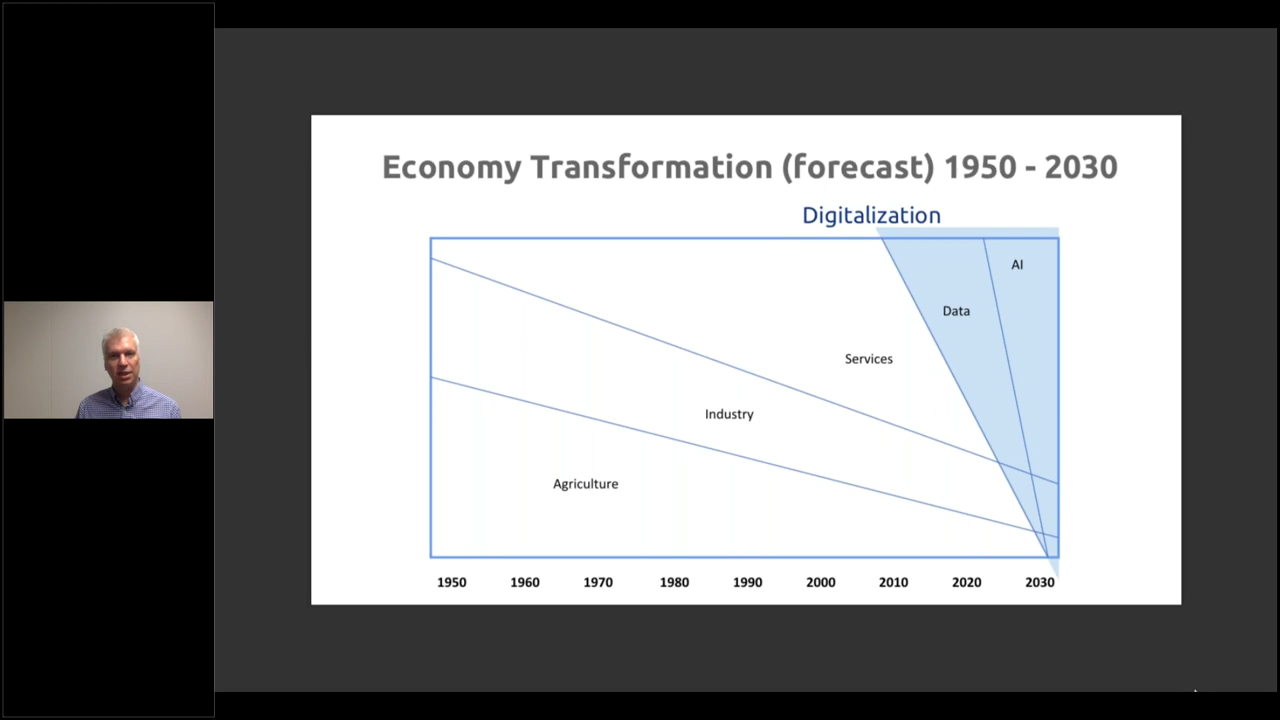 Economy Transformation (forecast) 1950 - 2030
Digitalization
AI
Data
Services
Industry
Agriculture
1950 1960 1970 1980 1990 2000 2010 2020 2030